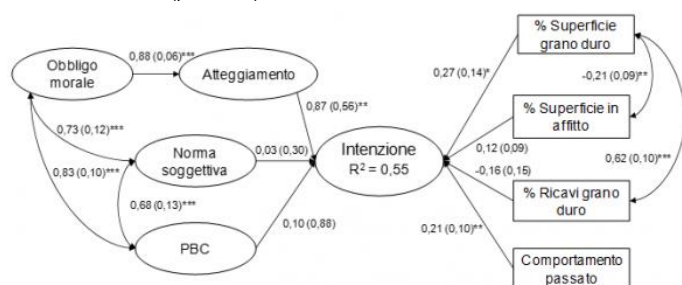 Obbligo
morale
0,88 (0,06)***
Atteggiamento
0,87 (0,56)**
0,73 (0,12)***
0,83 (0,10)***
Norma
soggettiva
0,03 (0,30)
0,68 (0,13)***
PBC
0,10 (0,88)
Intenzione
R² = 0,55
% Superficie
grano duro
0,27 (0,14)*
-0,21 (0,09)**
% Superficie in
affitto
0,12 (0,09)
-0,16 (0,15)
0,62 (0,10)***
% Ricavi grano
duro
0,21 (0,10)**
Comportamento
passato